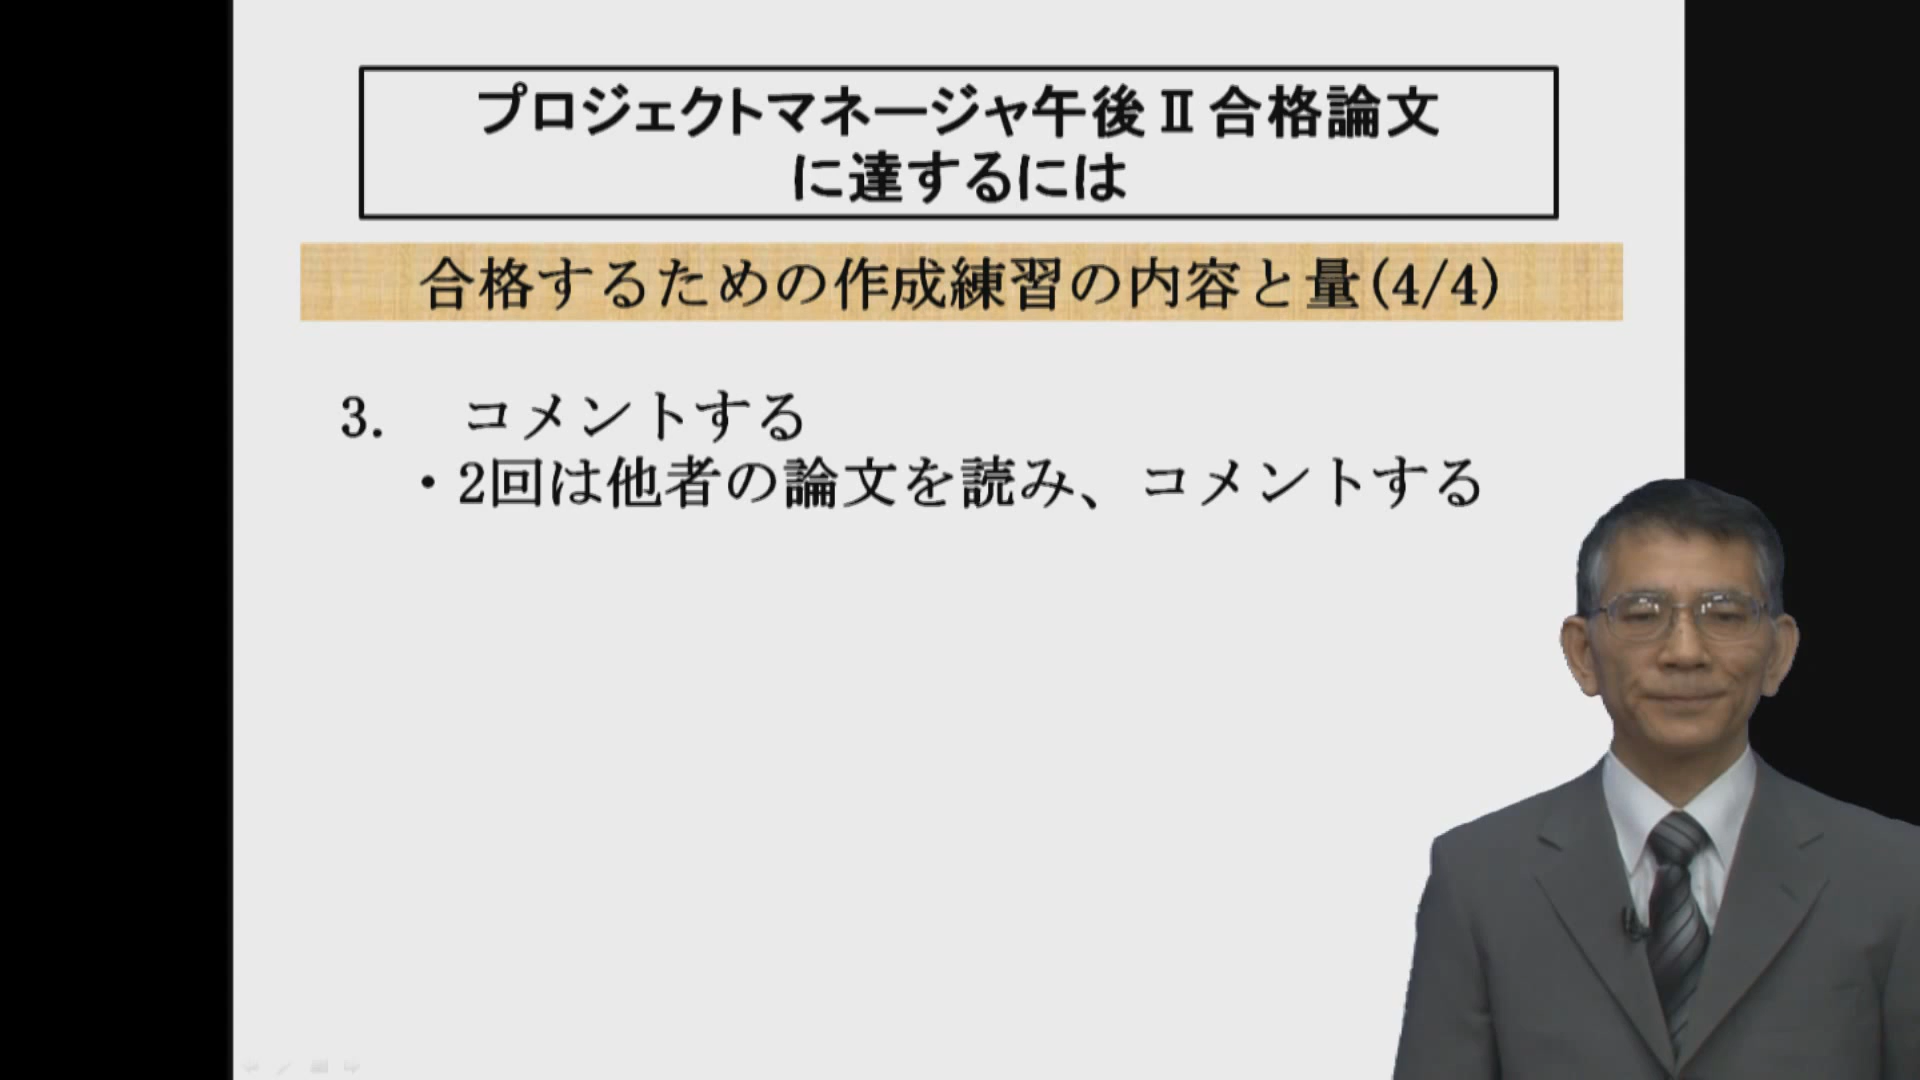 プロジェクトマネージャ午後Ⅱ合格論文
に達するには
合格するための作成練習の内容と量(4/4)
3. コメントする
・2回は他者の論文を読み、コメントする